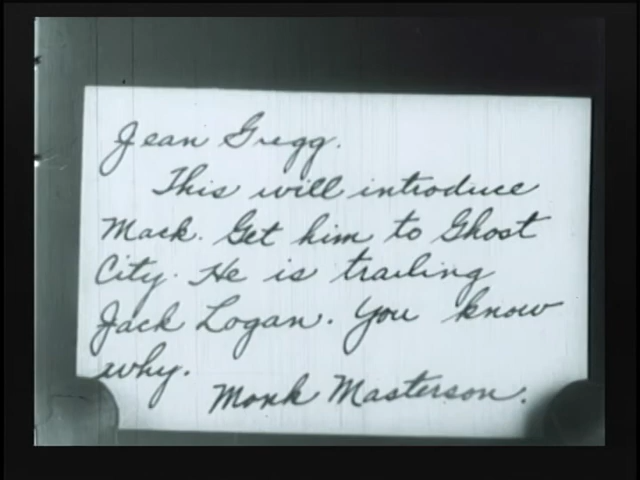 Jean Gregg.
This will introduce
Mack. Get him to Ghost
City. He is trailing
Jack Logan. You know
why.
Monk Masterson.